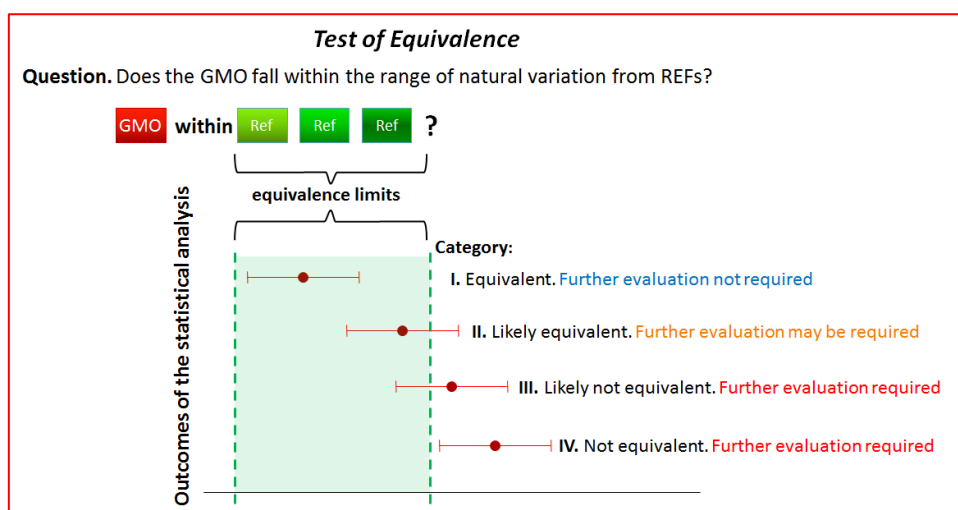 Test of Equivalence
Question. Does the GMO fall within the range of natural variation from REFs?
GMO within Ref Ref Ref ?
equivalence limits
Outcomes of the statistical analysis
Category:
I. Equivalent. Further evaluation not required
II. Likely equivalent. Further evaluation may be required
III. Likely not equivalent. Further evaluation required
IV. Not equivalent. Further evaluation required